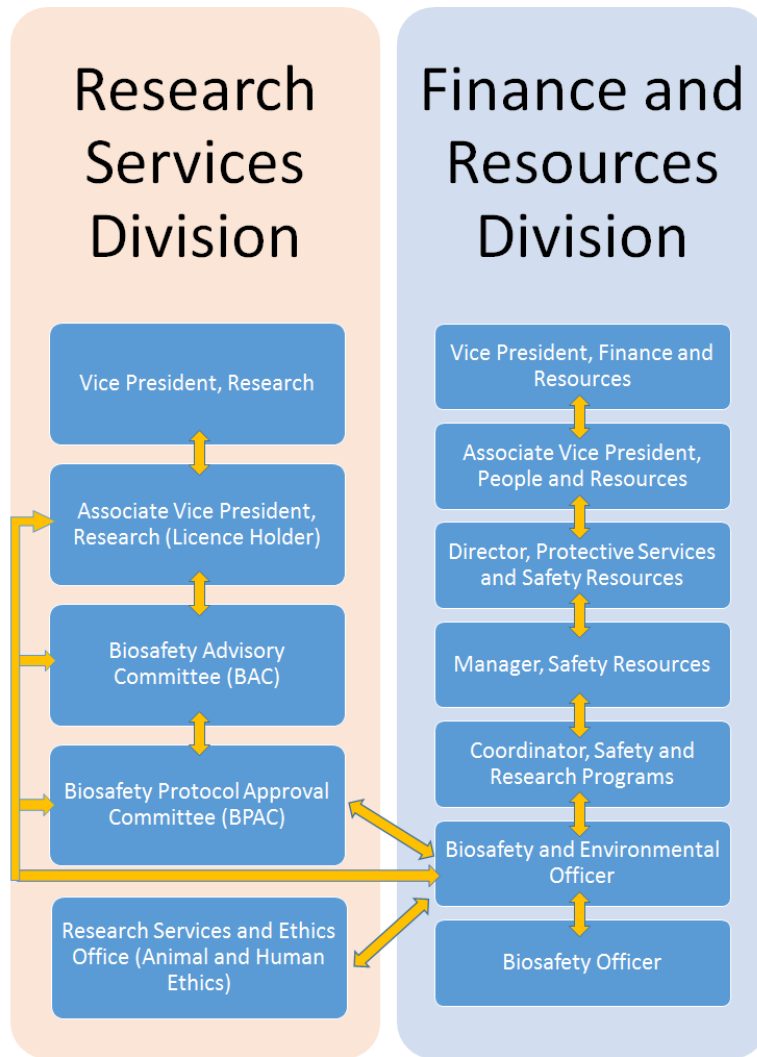 Research
Services
Division
Vice President, Research
Associate Vice President,
Research (Licence Holder)
Biosafety Advisory
Committee (BAC)
Biosafety Protocol Approval
Committee (BPAC)
Research Services and Ethics
Office (Animal and Human
Ethics)
Finance and
Resources
Division
Vice President, Finance and
Resources
Associate Vice President,
People and Resources
Director, Protective Services
and Safety Resources
Manager, Safety Resources
Coordinator, Safety and
Research Programs
Biosafety and Environmental
Officer
Biosafety Officer